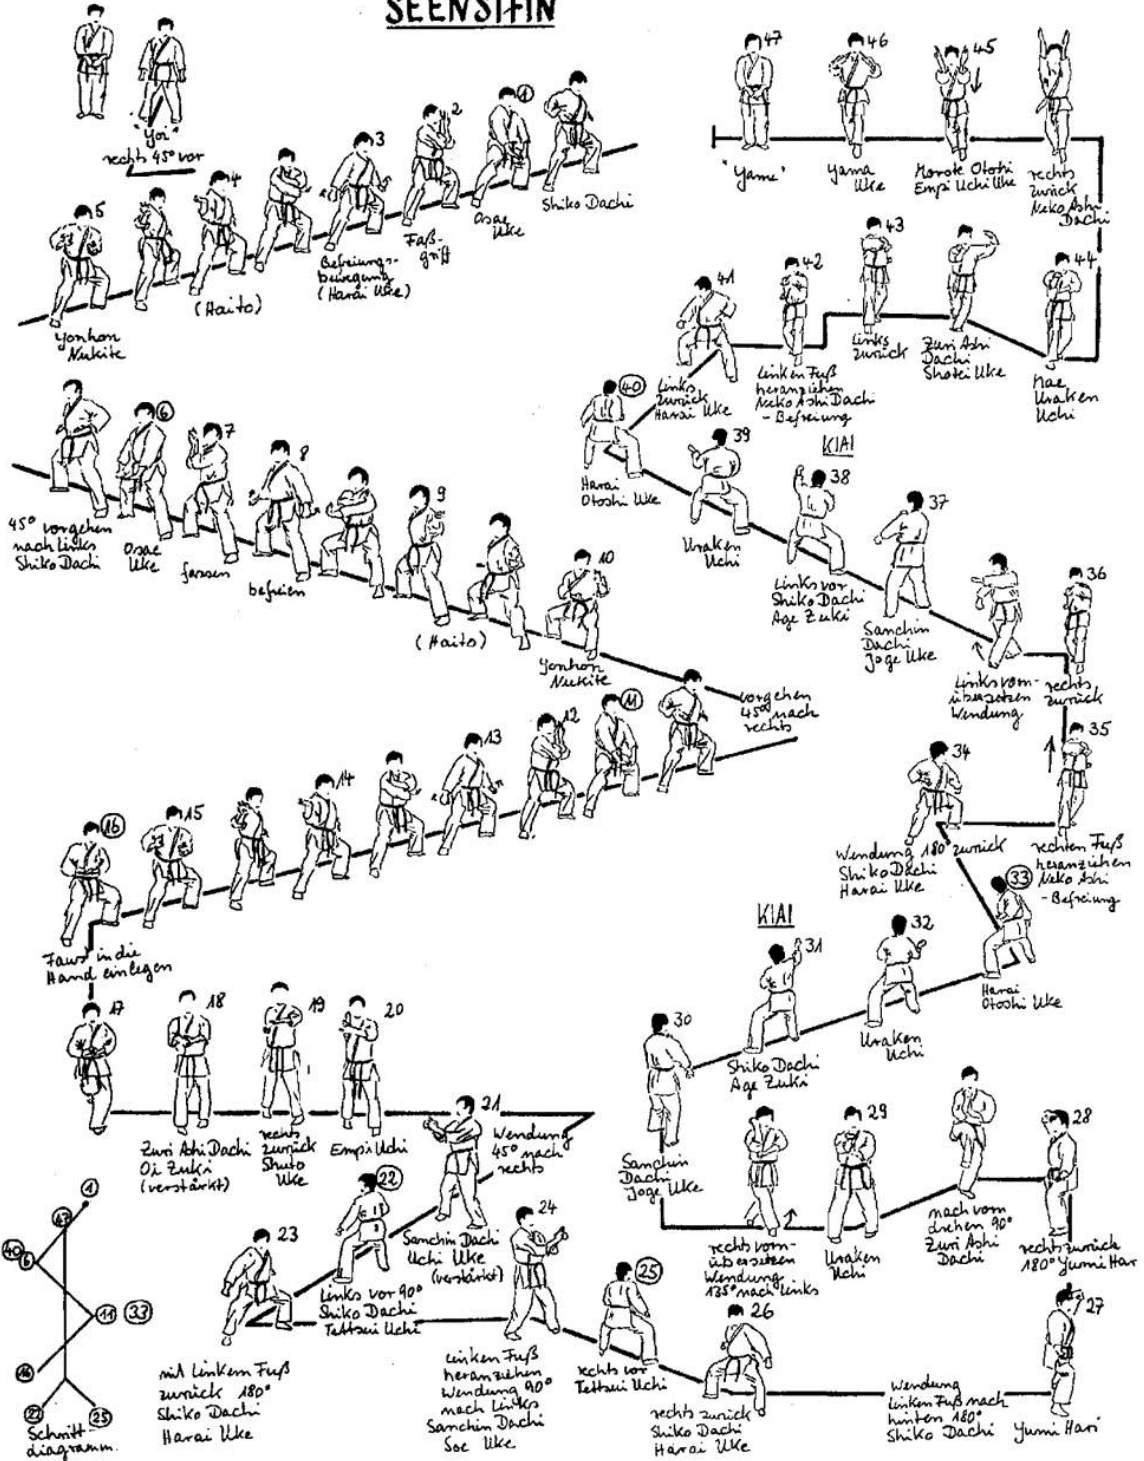 SEENSIFIN
"Yoi"
rechts 45° vor
5
4
3
2
1
Shiko Dachi
Osae
Uke
Faß-
griff
Befreiungs-
bewegung
(Harai Uke)
(Haito)
Yonhon
Nukite
47
46
45
"Yame"
Yama
Uke
Morote Otoshi
Empi Uchi Uke
rechts
zurück
Neko Ashi
Dachi
41
42
43
44
Links
zurück
Harai Uke
Linken Fuß
heranziehen
Neko Ashi Dachi
- Befreiung
Links
zurück
Zuri Ashi
Dachi
Shotei Uke
Mae
Uraken
Uchi
6
7
8
9
10
45° vorgehen
nach links
Shiko Dachi
Osae
Uke
fassen
befreien
(Haito)
Yonhon
Nukite
vorgehen
45° nach
rechts
40
39
KIAI
38
37
36
Harai
Otoshi Uke
Uraken
Uchi
Links vor
Shiko Dachi
Age Zuki
Sanchin
Dachi
Joge Uke
Links vorn-
übersetzen
Wendung
rechts
zurück
16
15
14
13
12
11
Faust in die
Hand einlegen
34
35
Wendung 180° zurück
Shiko Dachi
Harai Uke
rechten Fuß
heranziehen
Neko Ashi
- Befreiung
KIAI
30
31
32
33
Shiko Dachi
Age Zuki
Uraken
Uchi
Harai
Otoshi Uke
17
18
19
20
21
Zuri Ashi Dachi
Oi Zuki
(verstärkt)
rechts
zurück
Shuto
Uke
Empi Uchi
Wendung
45° nach
rechts
Sanchin Dachi
Uchi Uke
(verstärkt)
Sanchin
Dachi
Joge Uke
29
28
rechts vorn-
übersetzen
Wendung
135° nach links
Uraken
Uchi
nach vorn
drehen 90°
Zuri Ashi
Dachi
rechts zurück
180° Yumi Hari
22
23
24
25
26
27
Links vor 90°
Shiko Dachi
Tettsui Uchi
mit linkem Fuß
zurück 180°
Shiko Dachi
Harai Uke
linken Fuß
heranziehen
Wendung 90°
nach links
Sanchin Dachi
Soe Uke
rechts vor
Tettsui Uchi
rechts zurück
Shiko Dachi
Harai Uke
Wendung
linken Fuß nach
hinten 180°
Shiko Dachi
Yumi Hari
1
47
40
6
11
33
16
22
25
Schritt-
diagramm.